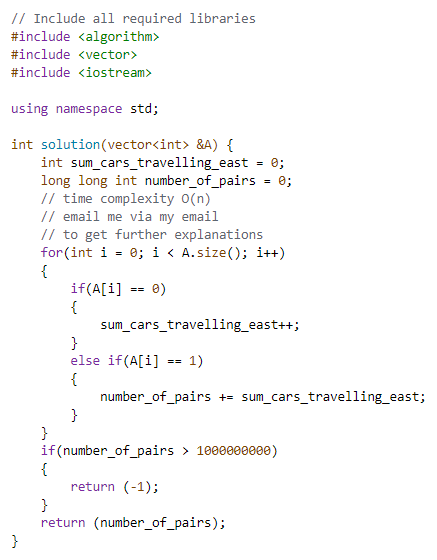 // Include all required libraries
#include <algorithm>
#include <vector>
#include <iostream>

using namespace std;

int solution(vector<int> &A) {
    int sum_cars_travelling_east = 0;
    long long int number_of_pairs = 0;
    // time complexity O(n)
    // email me via my email
    // to get further explanations
    for(int i = 0; i < A.size(); i++)
    {
        if(A[i] == 0)
        {
            sum_cars_travelling_east++;
        }
        else if(A[i] == 1)
        {
            number_of_pairs += sum_cars_travelling_east;
        }
    }
    if(number_of_pairs > 1000000000)
    {
        return (-1);
    }
    return (number_of_pairs);
}